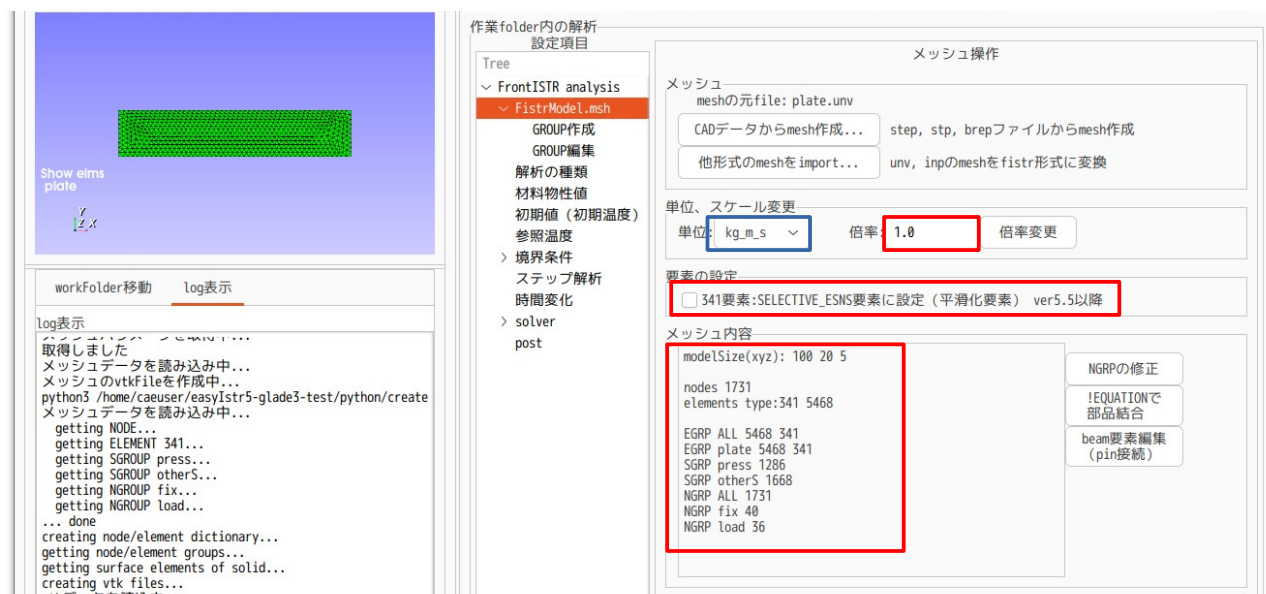 Show elms
plate
Y
Z X
workFolder移動 log表示
log表示
取得しました
メッシュデータを読み込み中...
メッシュのvtkFileを作成中...
python3 /home/caeuser/easyIstr5-glade3-test/python/create
メッシュデータを読み込み中...
getting NODE...
getting ELEMENT 341...
getting SGROUP press...
getting SGROUP otherS...
getting NGROUP fix...
getting NGROUP load...
... done
creating node/element dictionary...
getting node/element groups...
getting surface elements of solid...
creating vtk files...
作業folder内の解析
設定項目
Tree
FrontISTR analysis
FistrModel.msh
GROUP作成
GROUP編集
解析の種類
材料物性値
初期値（初期温度）
参照温度
境界条件
ステップ解析
時間変化
solver
post
メッシュ操作
メッシュ
meshの元file: plate.unv
CADデータからmesh作成... step, stp, brepファイルからmesh作成
他形式のmeshをimport... unv, inpのmeshをfistr形式に変換
単位、スケール変更
単位: kg_m_s 倍率: 1.0 倍率変更
要素の設定
341要素:SELECTIVE_ESNS要素に設定（平滑化要素） ver5.5以降
メッシュ内容
modelSize(xyz): 100 20 5
nodes 1731
elements type:341 5468
EGRP ALL 5468 341
EGRP plate 5468 341
SGRP press 1286
SGRP otherS 1668
NGRP ALL 1731
NGRP fix 40
NGRP load 36
NGRPの修正
!EQUATIONで
部品結合
beam要素編集
(pin接続)